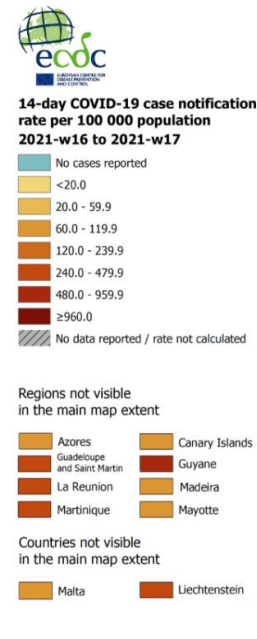 ecdc
EUROPEAN CENTRE FOR
DISEASE PREVENTION
AND CONTROL
14-day COVID-19 case notification
rate per 100 000 population
2021-w16 to 2021-w17
No cases reported
<20.0
20.0 - 59.9
60.0 - 119.9
120.0 - 239.9
240.0 - 479.9
480.0 - 959.9
≥960.0
No data reported / rate not calculated
Regions not visible
in the main map extent
Azores
Canary Islands
Guadeloupe
and Saint Martin
Guyane
La Reunion
Madeira
Martinique
Mayotte
Countries not visible
in the main map extent
Malta
Liechtenstein